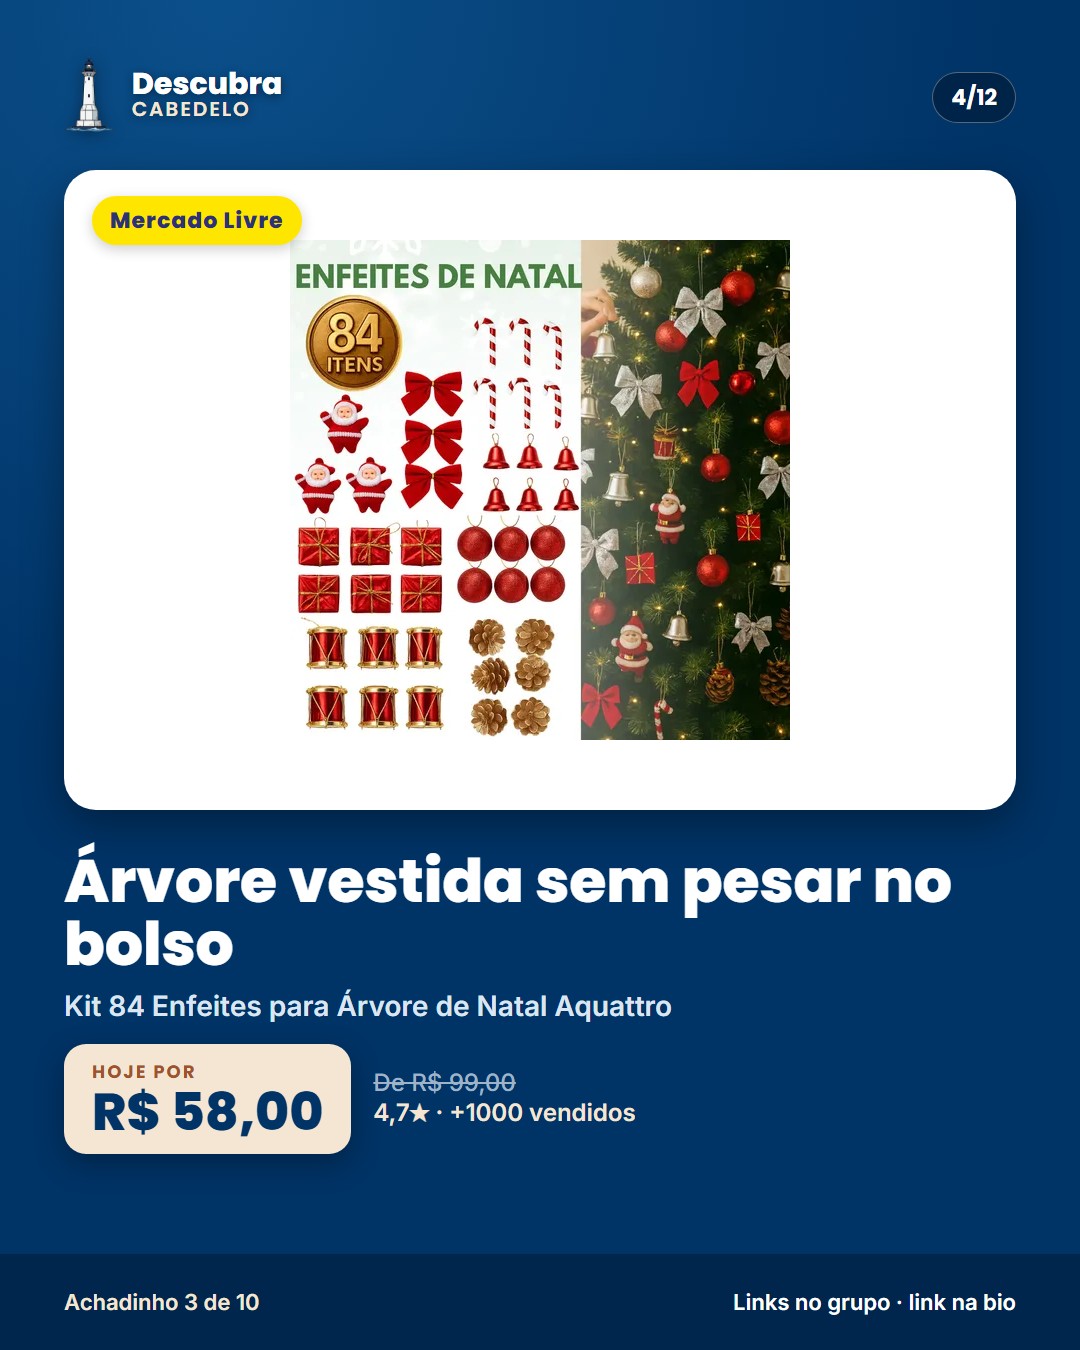 Descubra
CABEDELO
4/12
Mercado Livre
ENFEITES DE NATAL
84
ITENS
Árvore vestida sem pesar no
bolso
Kit 84 Enfeites para Árvore de Natal Aquattro
HOJE POR
R$ 58,00
De R$ 99,00
4,7★ · +1000 vendidos
Achadinho 3 de 10
Links no grupo · link na bio